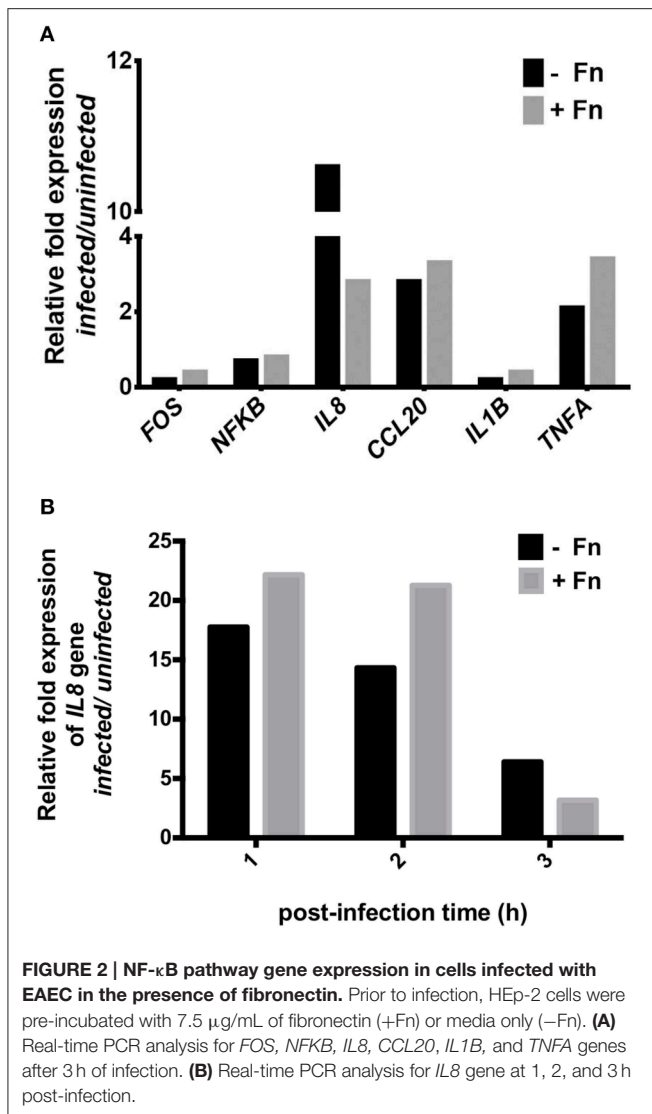 A
Relative fold expression
infected/uninfected
12
10
4
2
0
- Fn
+ Fn
FOS
NFKB
IL8
CCL20
IL1B
TNFA
B
Relative fold expression
of IL8 gene
infected/ uninfected
25
20
15
10
5
0
- Fn
+ Fn
1
2
3
post-infection time (h)
FIGURE 2 | NF-κB pathway gene expression in cells infected with
EAEC in the presence of fibronectin. Prior to infection, HEp-2 cells were
pre-incubated with 7.5 μg/mL of fibronectin (+Fn) or media only (−Fn). (A)
Real-time PCR analysis for FOS, NFKB, IL8, CCL20, IL1B, and TNFA genes
after 3 h of infection. (B) Real-time PCR analysis for IL8 gene at 1, 2, and 3 h
post-infection.